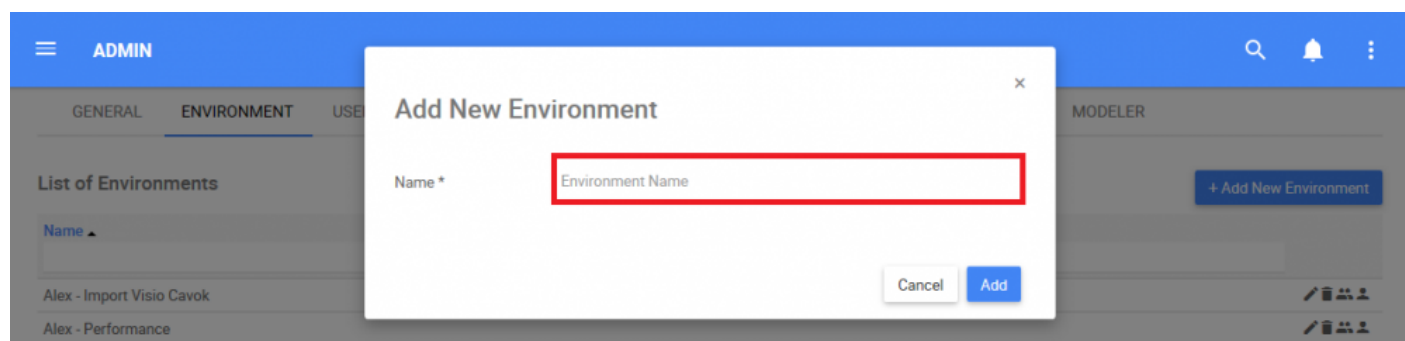 ADMIN
GENERAL ENVIRONMENT USE MODELER
Add New Environment
×
List of Environments
+ Add New Environment
Name *
Environment Name
Name
Cancel Add
Alex - Import Visio Cavok
Alex - Performance